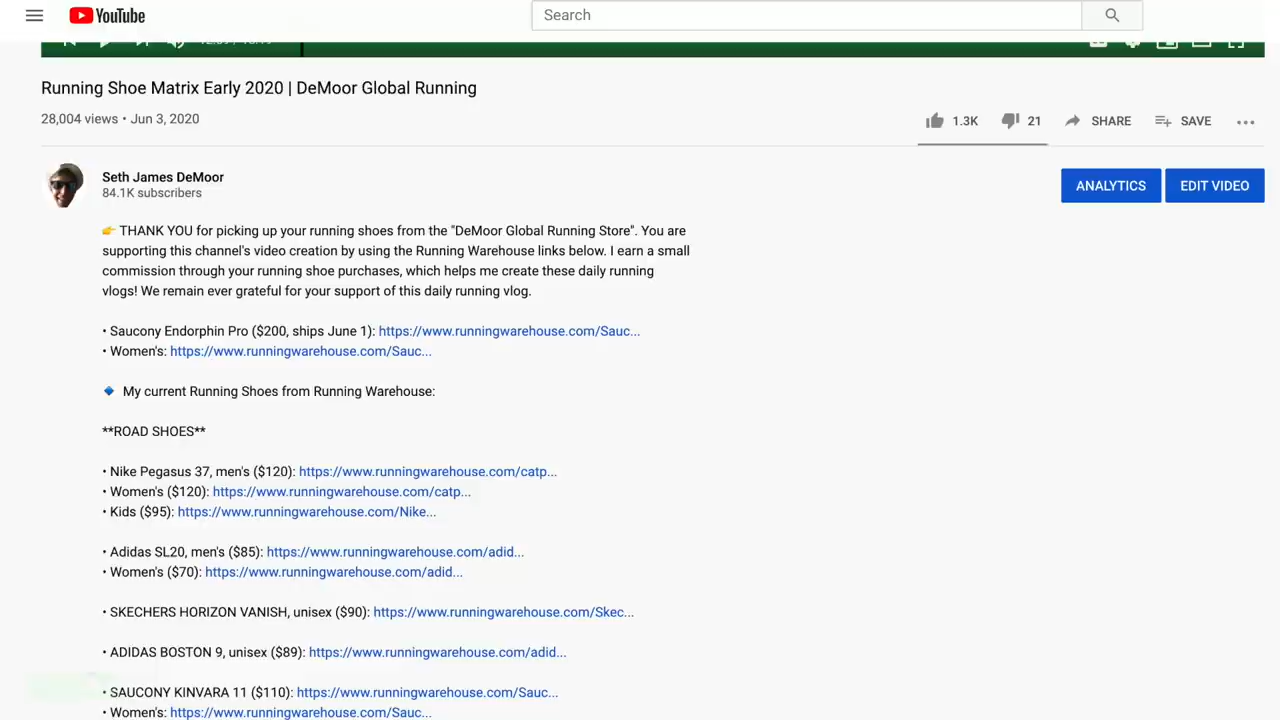 YouTube
Search
Running Shoe Matrix Early 2020 | DeMoor Global Running
28,004 views • Jun 3, 2020
1.3K
21
SHARE
SAVE
Seth James DeMoor
84.1K subscribers
ANALYTICS
EDIT VIDEO
👉 THANK YOU for picking up your running shoes from the "DeMoor Global Running Store". You are
supporting this channel's video creation by using the Running Warehouse links below. I earn a small
commission through your running shoe purchases, which helps me create these daily running
vlogs! We remain ever grateful for your support of this daily running vlog.
• Saucony Endorphin Pro ($200, ships June 1): https://www.runningwarehouse.com/Sauc...
• Women's: https://www.runningwarehouse.com/Sauc...
🔹 My current Running Shoes from Running Warehouse:
**ROAD SHOES**
• Nike Pegasus 37, men's ($120): https://www.runningwarehouse.com/catp...
• Women's ($120): https://www.runningwarehouse.com/catp...
• Kids ($95): https://www.runningwarehouse.com/Nike...
• Adidas SL20, men's ($85): https://www.runningwarehouse.com/adid...
• Women's ($70): https://www.runningwarehouse.com/adid...
• SKECHERS HORIZON VANISH, unisex ($90): https://www.runningwarehouse.com/Skec...
• ADIDAS BOSTON 9, unisex ($89): https://www.runningwarehouse.com/adid...
• SAUCONY KINVARA 11 ($110): https://www.runningwarehouse.com/Sauc...
• Women's: https://www.runningwarehouse.com/Sauc...